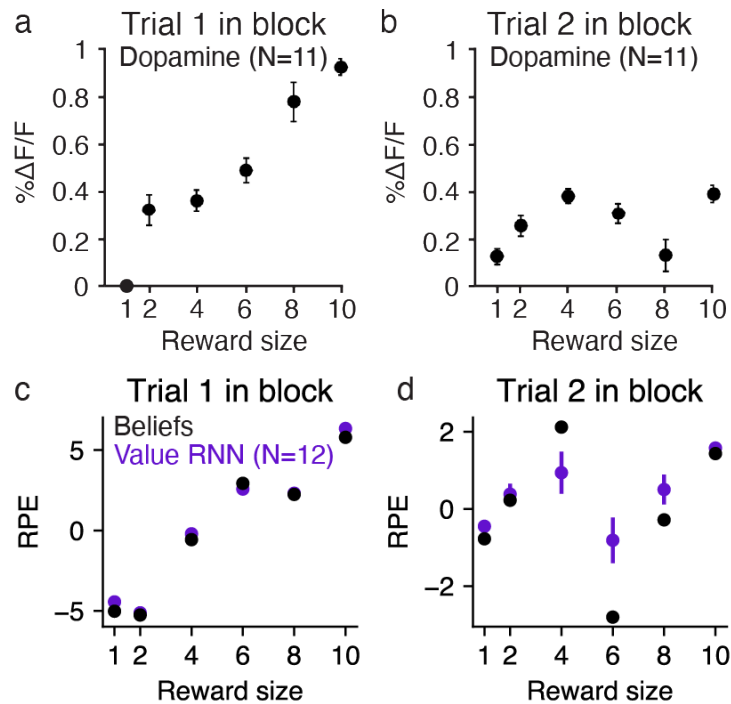 a
Trial 1 in block
Dopamine (N=11)
%ΔF/F
1
0.8
0.6
0.4
0.2
0
1 2 4 6 8 10
Reward size
b
Trial 2 in block
Dopamine (N=11)
%ΔF/F
1
0.8
0.6
0.4
0.2
0
1 2 4 6 8 10
Reward size
c
Trial 1 in block
Beliefs
Value RNN (N=12)
RPE
5
0
−5
1 2 4 6 8 10
Reward size
d
Trial 2 in block
RPE
2
0
−2
1 2 4 6 8 10
Reward size